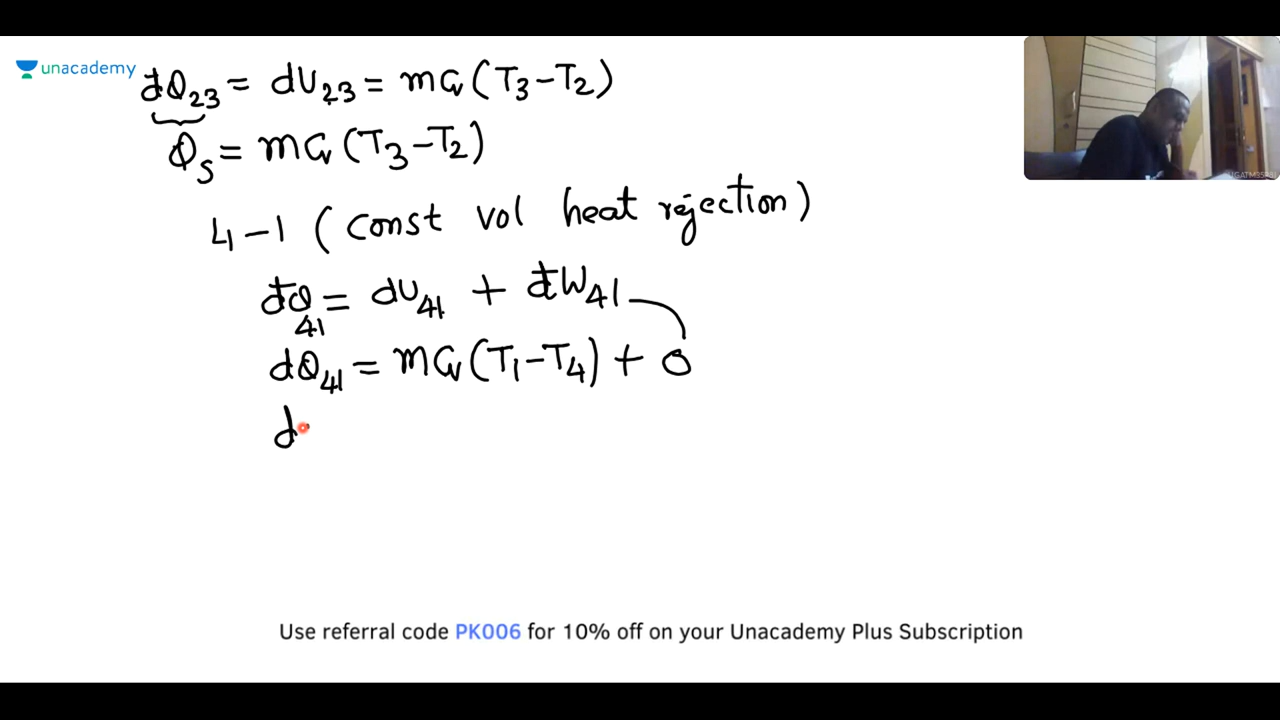 unacademy
đQ₂₃ = dU₂₃ = mCv(T₃-T₂)
Qs = mCv(T₃-T₂)
4-1 (const vol heat rejection)
đQ₄₁ = dU₄₁ + đW₄₁
dQ₄₁ = mCv(T₁-T₄) + 0
d
Use referral code PK006 for 10% off on your Unacademy Plus Subscription